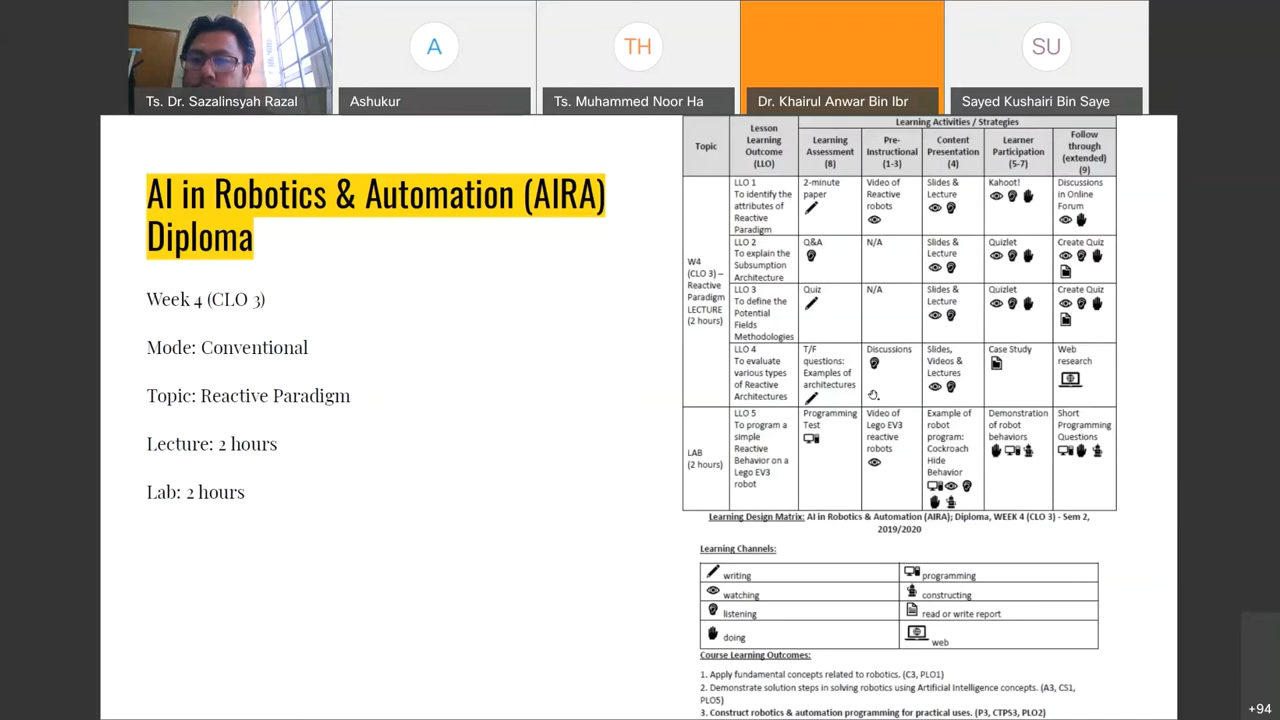 A
TH
SU
Ts. Dr. Sazalinsyah Razal
Ashukur
Ts. Muhammed Noor Ha
Dr. Khairul Anwar Bin Ibr
Sayed Kushairi Bin Saye
AI in Robotics & Automation (AIRA)
Diploma
Week 4 (CLO 3)
Mode: Conventional
Topic: Reactive Paradigm
Lecture: 2 hours
Lab: 2 hours
Topic
Lesson
Learning
Outcome
(LLO)
Learning Activities / Strategies
Learning
Assessment
(8)
Pre-
Instructional
(1-3)
Content
Presentation
(4)
Learner
Participation
(5-7)
Follow
through
(extended)
(9)
W4
(CLO 3) –
Reactive
Paradigm
LECTURE
(2 hours)
LLO 1
To identify the
attributes of
Reactive
Paradigm
2-minute
paper
Video of
Reactive
robots
Slides &
Lecture
Kahoot!
Discussions
in Online
Forum
LLO 2
To explain the
Subsumption
Architecture
Q&A
N/A
Slides &
Lecture
Quizlet
Create Quiz
LLO 3
To define the
Potential
Fields
Methodologies
Quiz
N/A
Slides &
Lecture
Quizlet
Create Quiz
LLO 4
To evaluate
various types
of Reactive
Architectures
T/F
questions:
Examples of
architectures
Discussions
Slides,
Videos &
Lectures
Case Study
Web
research
LAB
(2 hours)
LLO 5
To program a
simple
Reactive
Behavior on a
Lego EV3
robot
Programming
Test
Video of
Lego EV3
reactive
robots
Example of
robot
program:
Cockroach
Hide
Behavior
Demonstration
of robot
behaviors
Short
Programming
Questions
Learning Design Matrix: AI in Robotics & Automation (AIRA); Diploma, WEEK 4 (CLO 3) - Sem 2,
2019/2020
Learning Channels:
writing
programming
watching
constructing
listening
read or write report
doing
web
Course Learning Outcomes:
1. Apply fundamental concepts related to robotics. (C3, PLO1)
2. Demonstrate solution steps in solving robotics using Artificial Intelligence concepts. (A3, CS1,
PLO5)
3. Construct robotics & automation programming for practical uses. (P3, CTPS3, PLO2)
+94